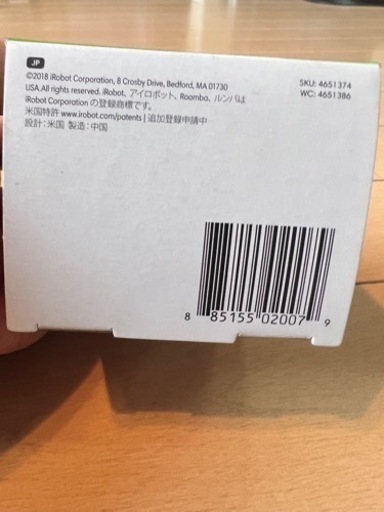 JP
©2018 iRobot Corporation, 8 Crosby Drive, Bedford, MA 01730
USA.All rights reserved. iRobot、アイロボット、Roomba、ルンバは
iRobot Corporation の登録商標です。
米国特許 www.irobot.com/patents | 追加登録申請中
設計:米国 製造:中国
SKU: 4651374
WC: 4651386
8 85155 02007 9